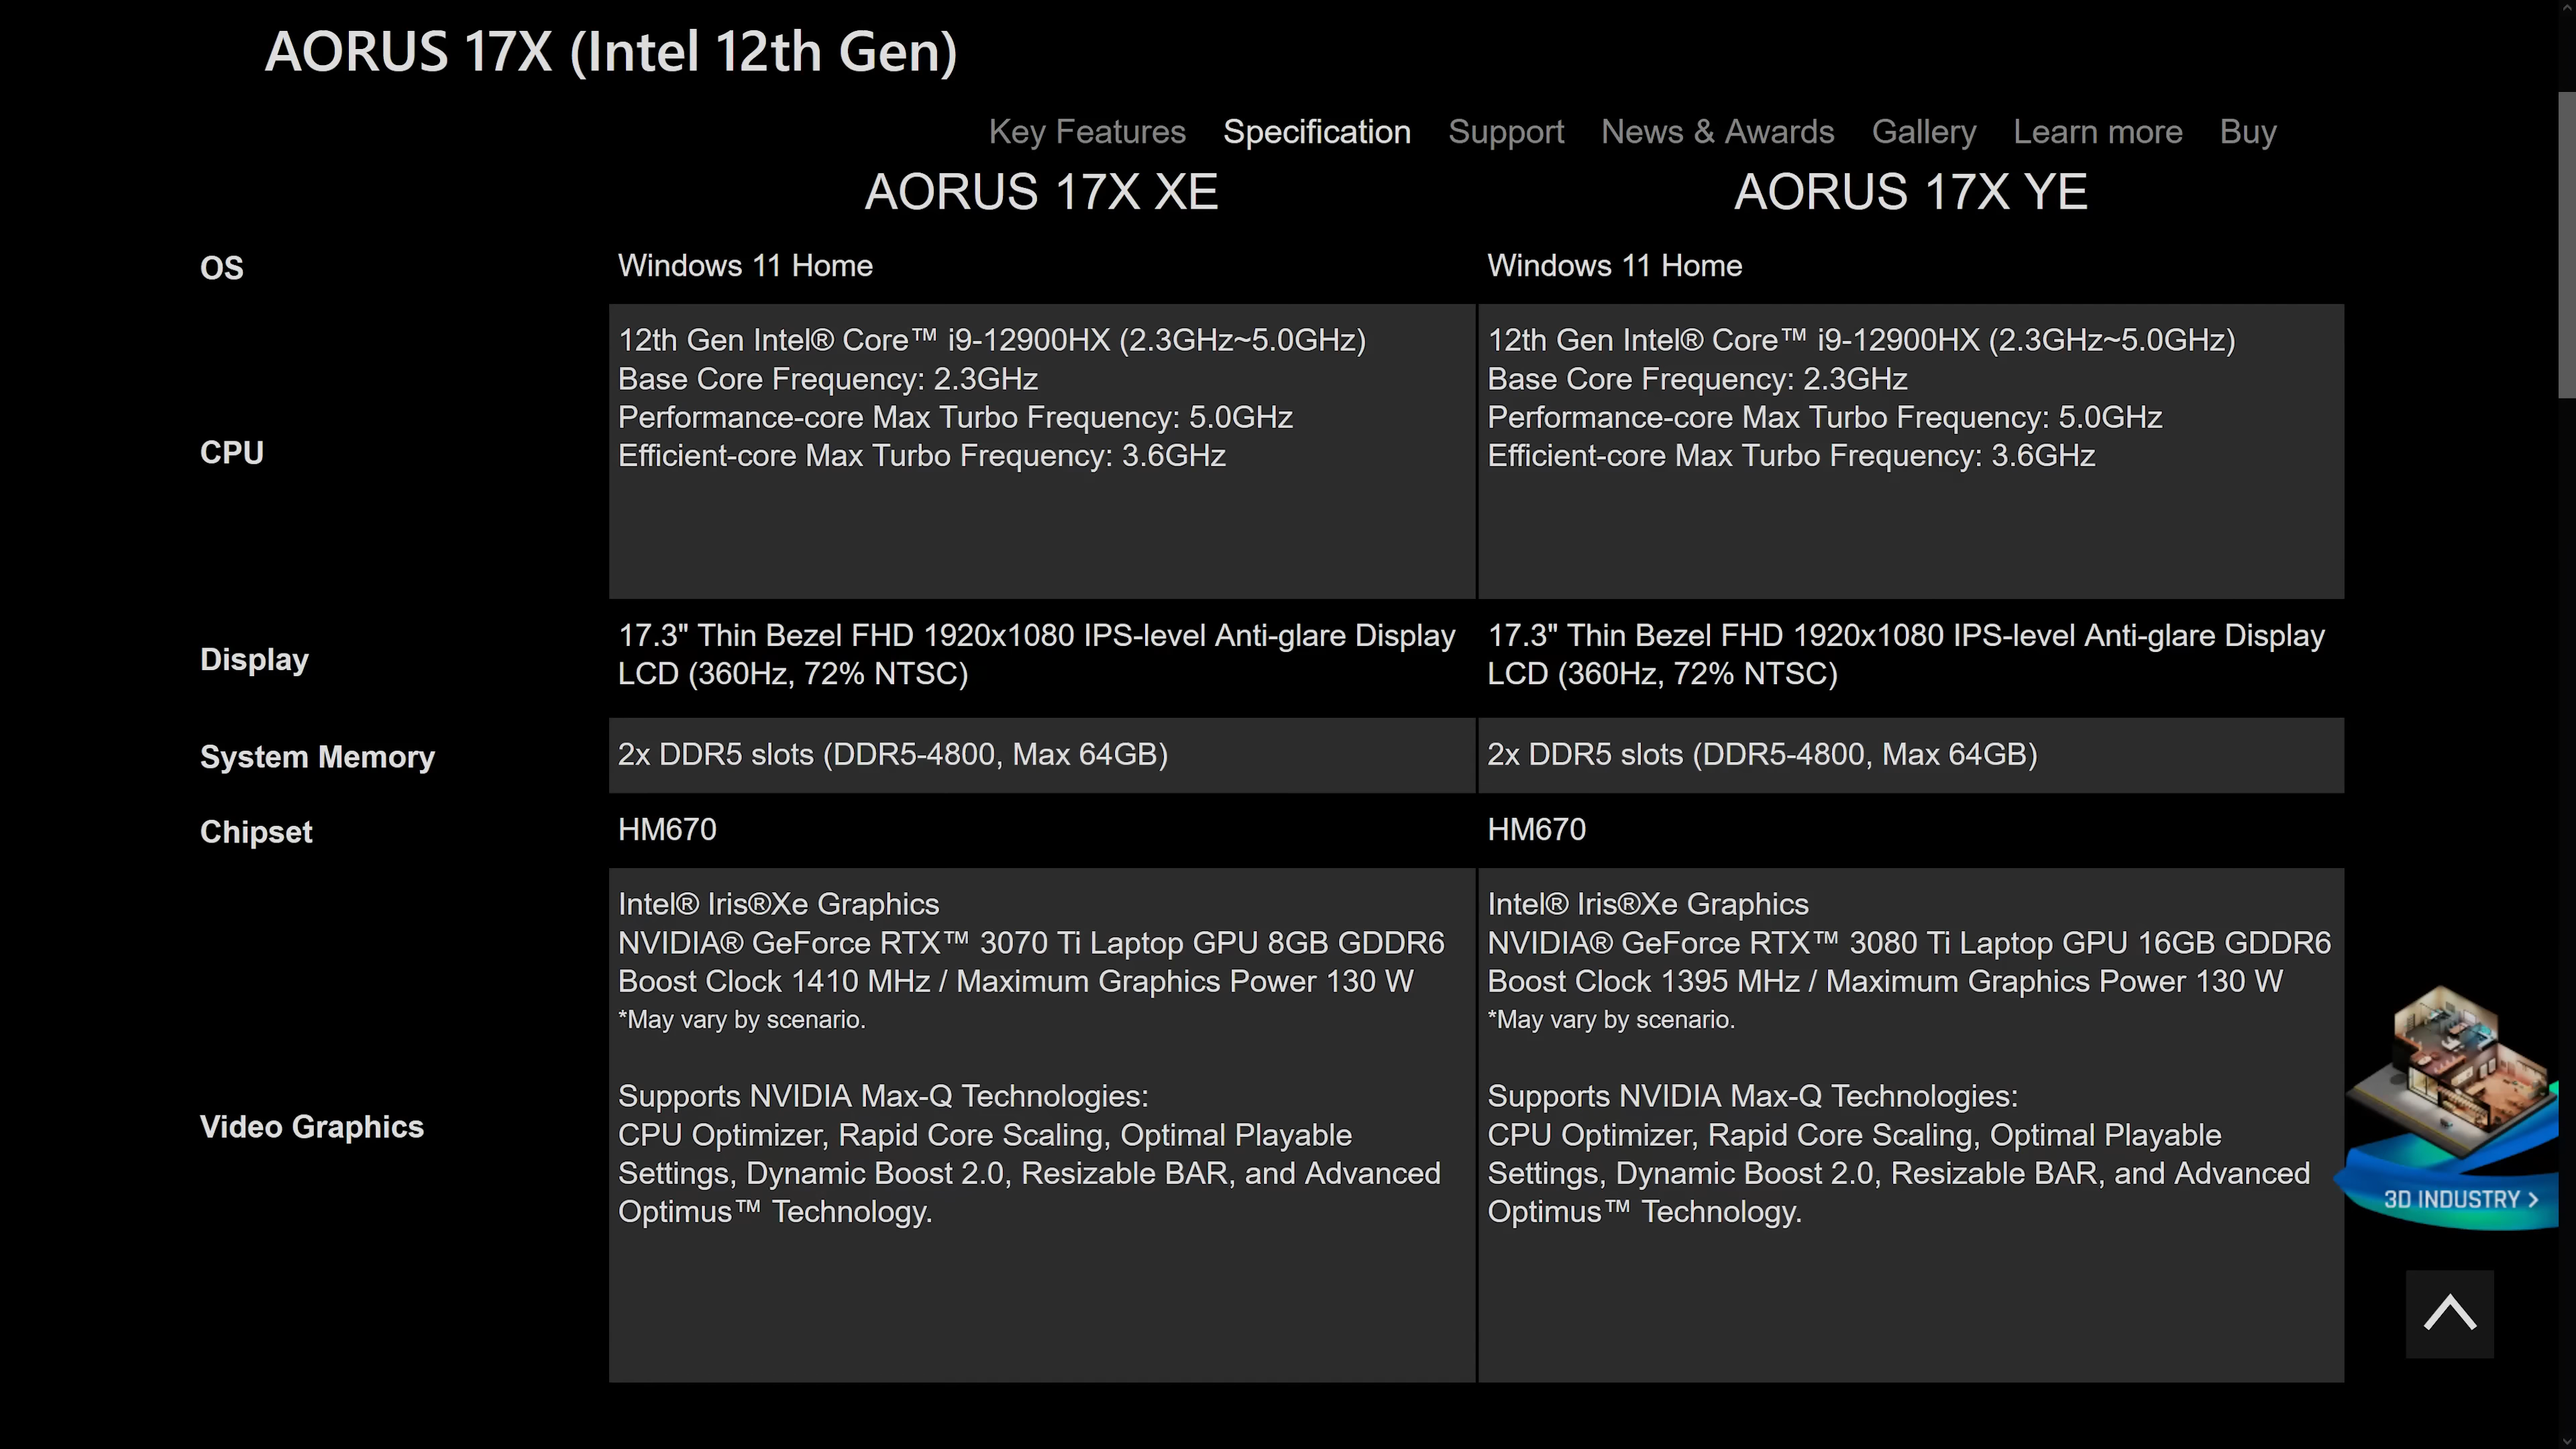 AORUS 17X (Intel 12th Gen)
Key Features Specification Support News & Awards Gallery Learn more Buy
AORUS 17X XE AORUS 17X YE
OS Windows 11 Home Windows 11 Home
CPU
12th Gen Intel® Core™ i9-12900HX (2.3GHz~5.0GHz)
Base Core Frequency: 2.3GHz
Performance-core Max Turbo Frequency: 5.0GHz
Efficient-core Max Turbo Frequency: 3.6GHz
12th Gen Intel® Core™ i9-12900HX (2.3GHz~5.0GHz)
Base Core Frequency: 2.3GHz
Performance-core Max Turbo Frequency: 5.0GHz
Efficient-core Max Turbo Frequency: 3.6GHz
Display
17.3" Thin Bezel FHD 1920x1080 IPS-level Anti-glare Display
LCD (360Hz, 72% NTSC)
17.3" Thin Bezel FHD 1920x1080 IPS-level Anti-glare Display
LCD (360Hz, 72% NTSC)
System Memory 2x DDR5 slots (DDR5-4800, Max 64GB) 2x DDR5 slots (DDR5-4800, Max 64GB)
Chipset HM670 HM670
Video Graphics
Intel® Iris®Xe Graphics
NVIDIA® GeForce RTX™ 3070 Ti Laptop GPU 8GB GDDR6
Boost Clock 1410 MHz / Maximum Graphics Power 130 W
*May vary by scenario.
Supports NVIDIA Max-Q Technologies:
CPU Optimizer, Rapid Core Scaling, Optimal Playable
Settings, Dynamic Boost 2.0, Resizable BAR, and Advanced
Optimus™ Technology.
Intel® Iris®Xe Graphics
NVIDIA® GeForce RTX™ 3080 Ti Laptop GPU 16GB GDDR6
Boost Clock 1395 MHz / Maximum Graphics Power 130 W
*May vary by scenario.
Supports NVIDIA Max-Q Technologies:
CPU Optimizer, Rapid Core Scaling, Optimal Playable
Settings, Dynamic Boost 2.0, Resizable BAR, and Advanced
Optimus™ Technology.
3D INDUSTRY >